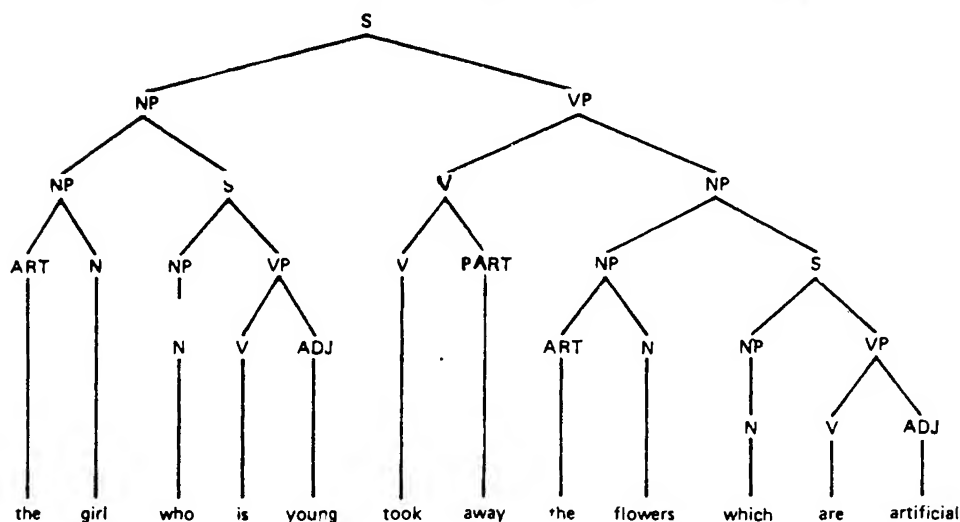 S
NP VP
NP S V NP
ART N NP VP V PART NP S
N V ADJ ART N NP VP
N V ADJ
the girl who is young took away the flowers which are artificial